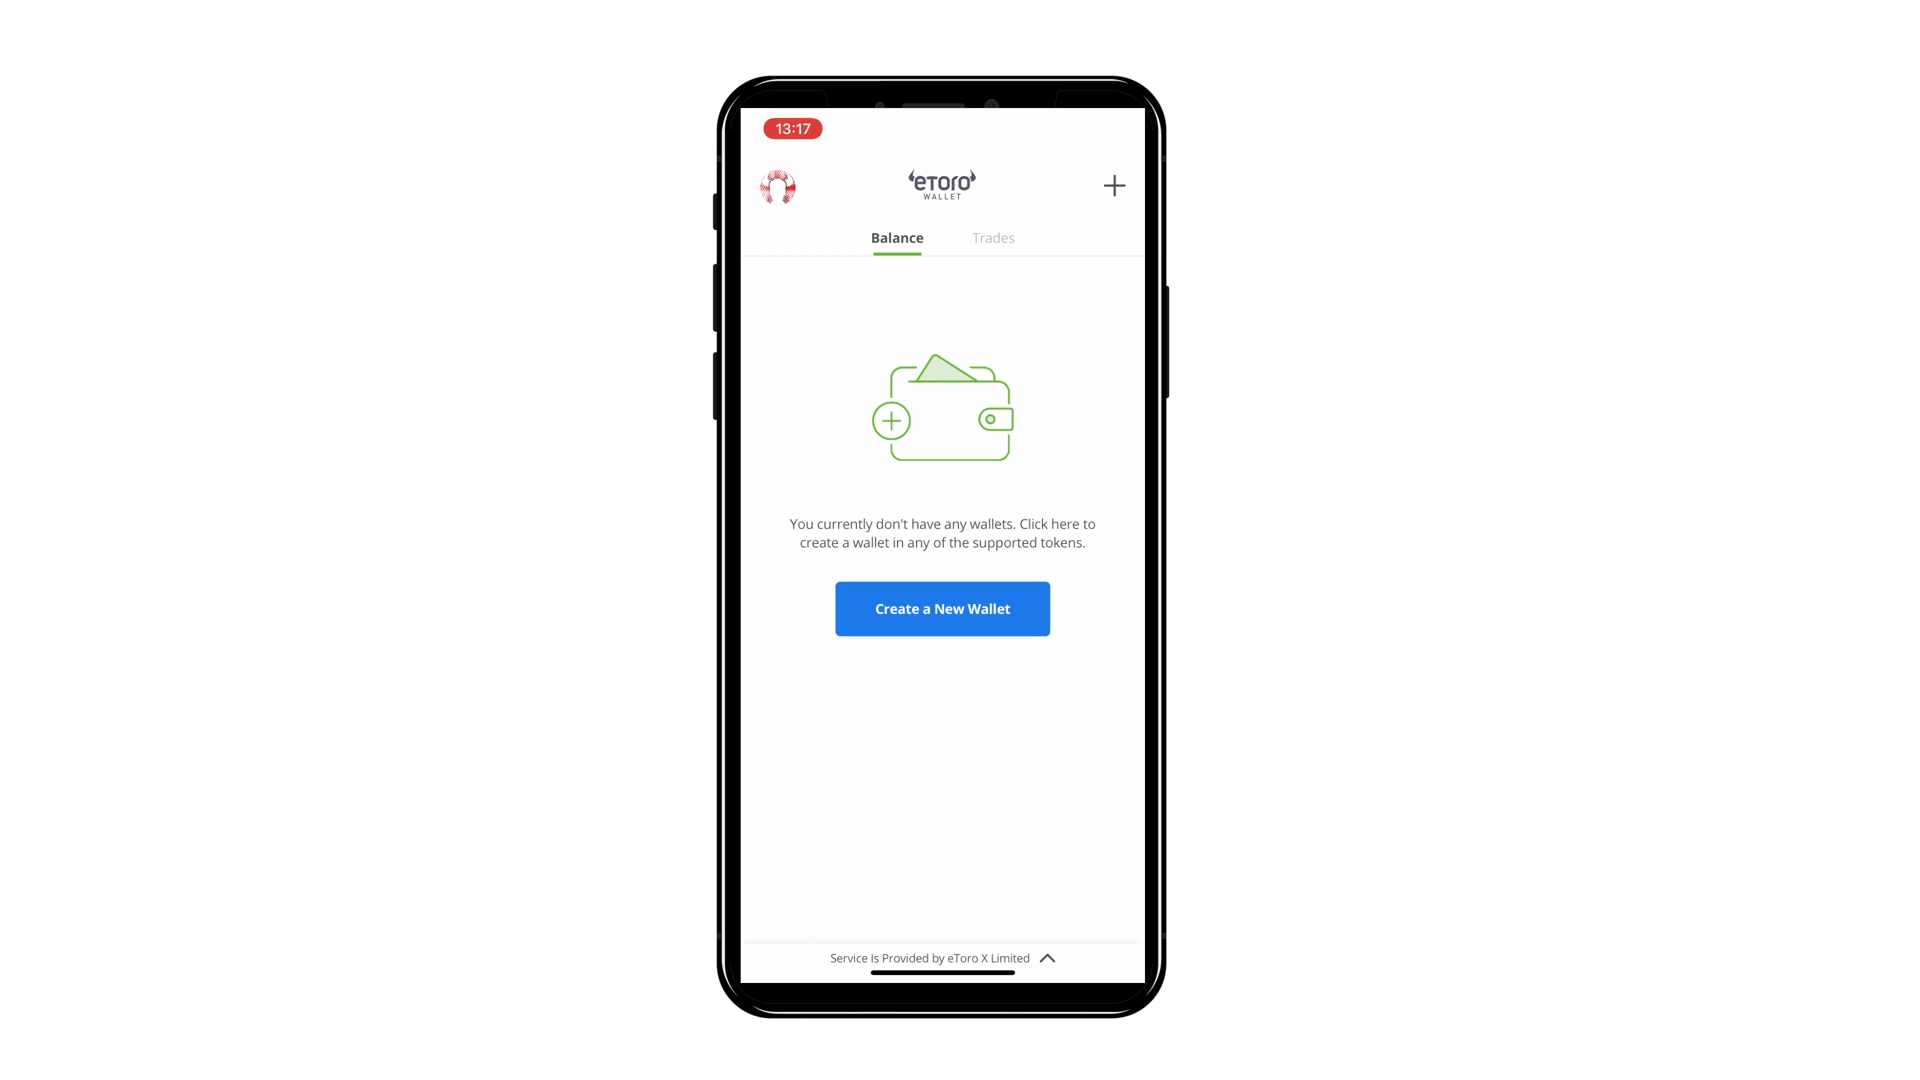 13:17
eToro
WALLET
Balance
Trades
You currently don't have any wallets. Click here to
create a wallet in any of the supported tokens.
Create a New Wallet
Service Is Provided by eToro X Limited